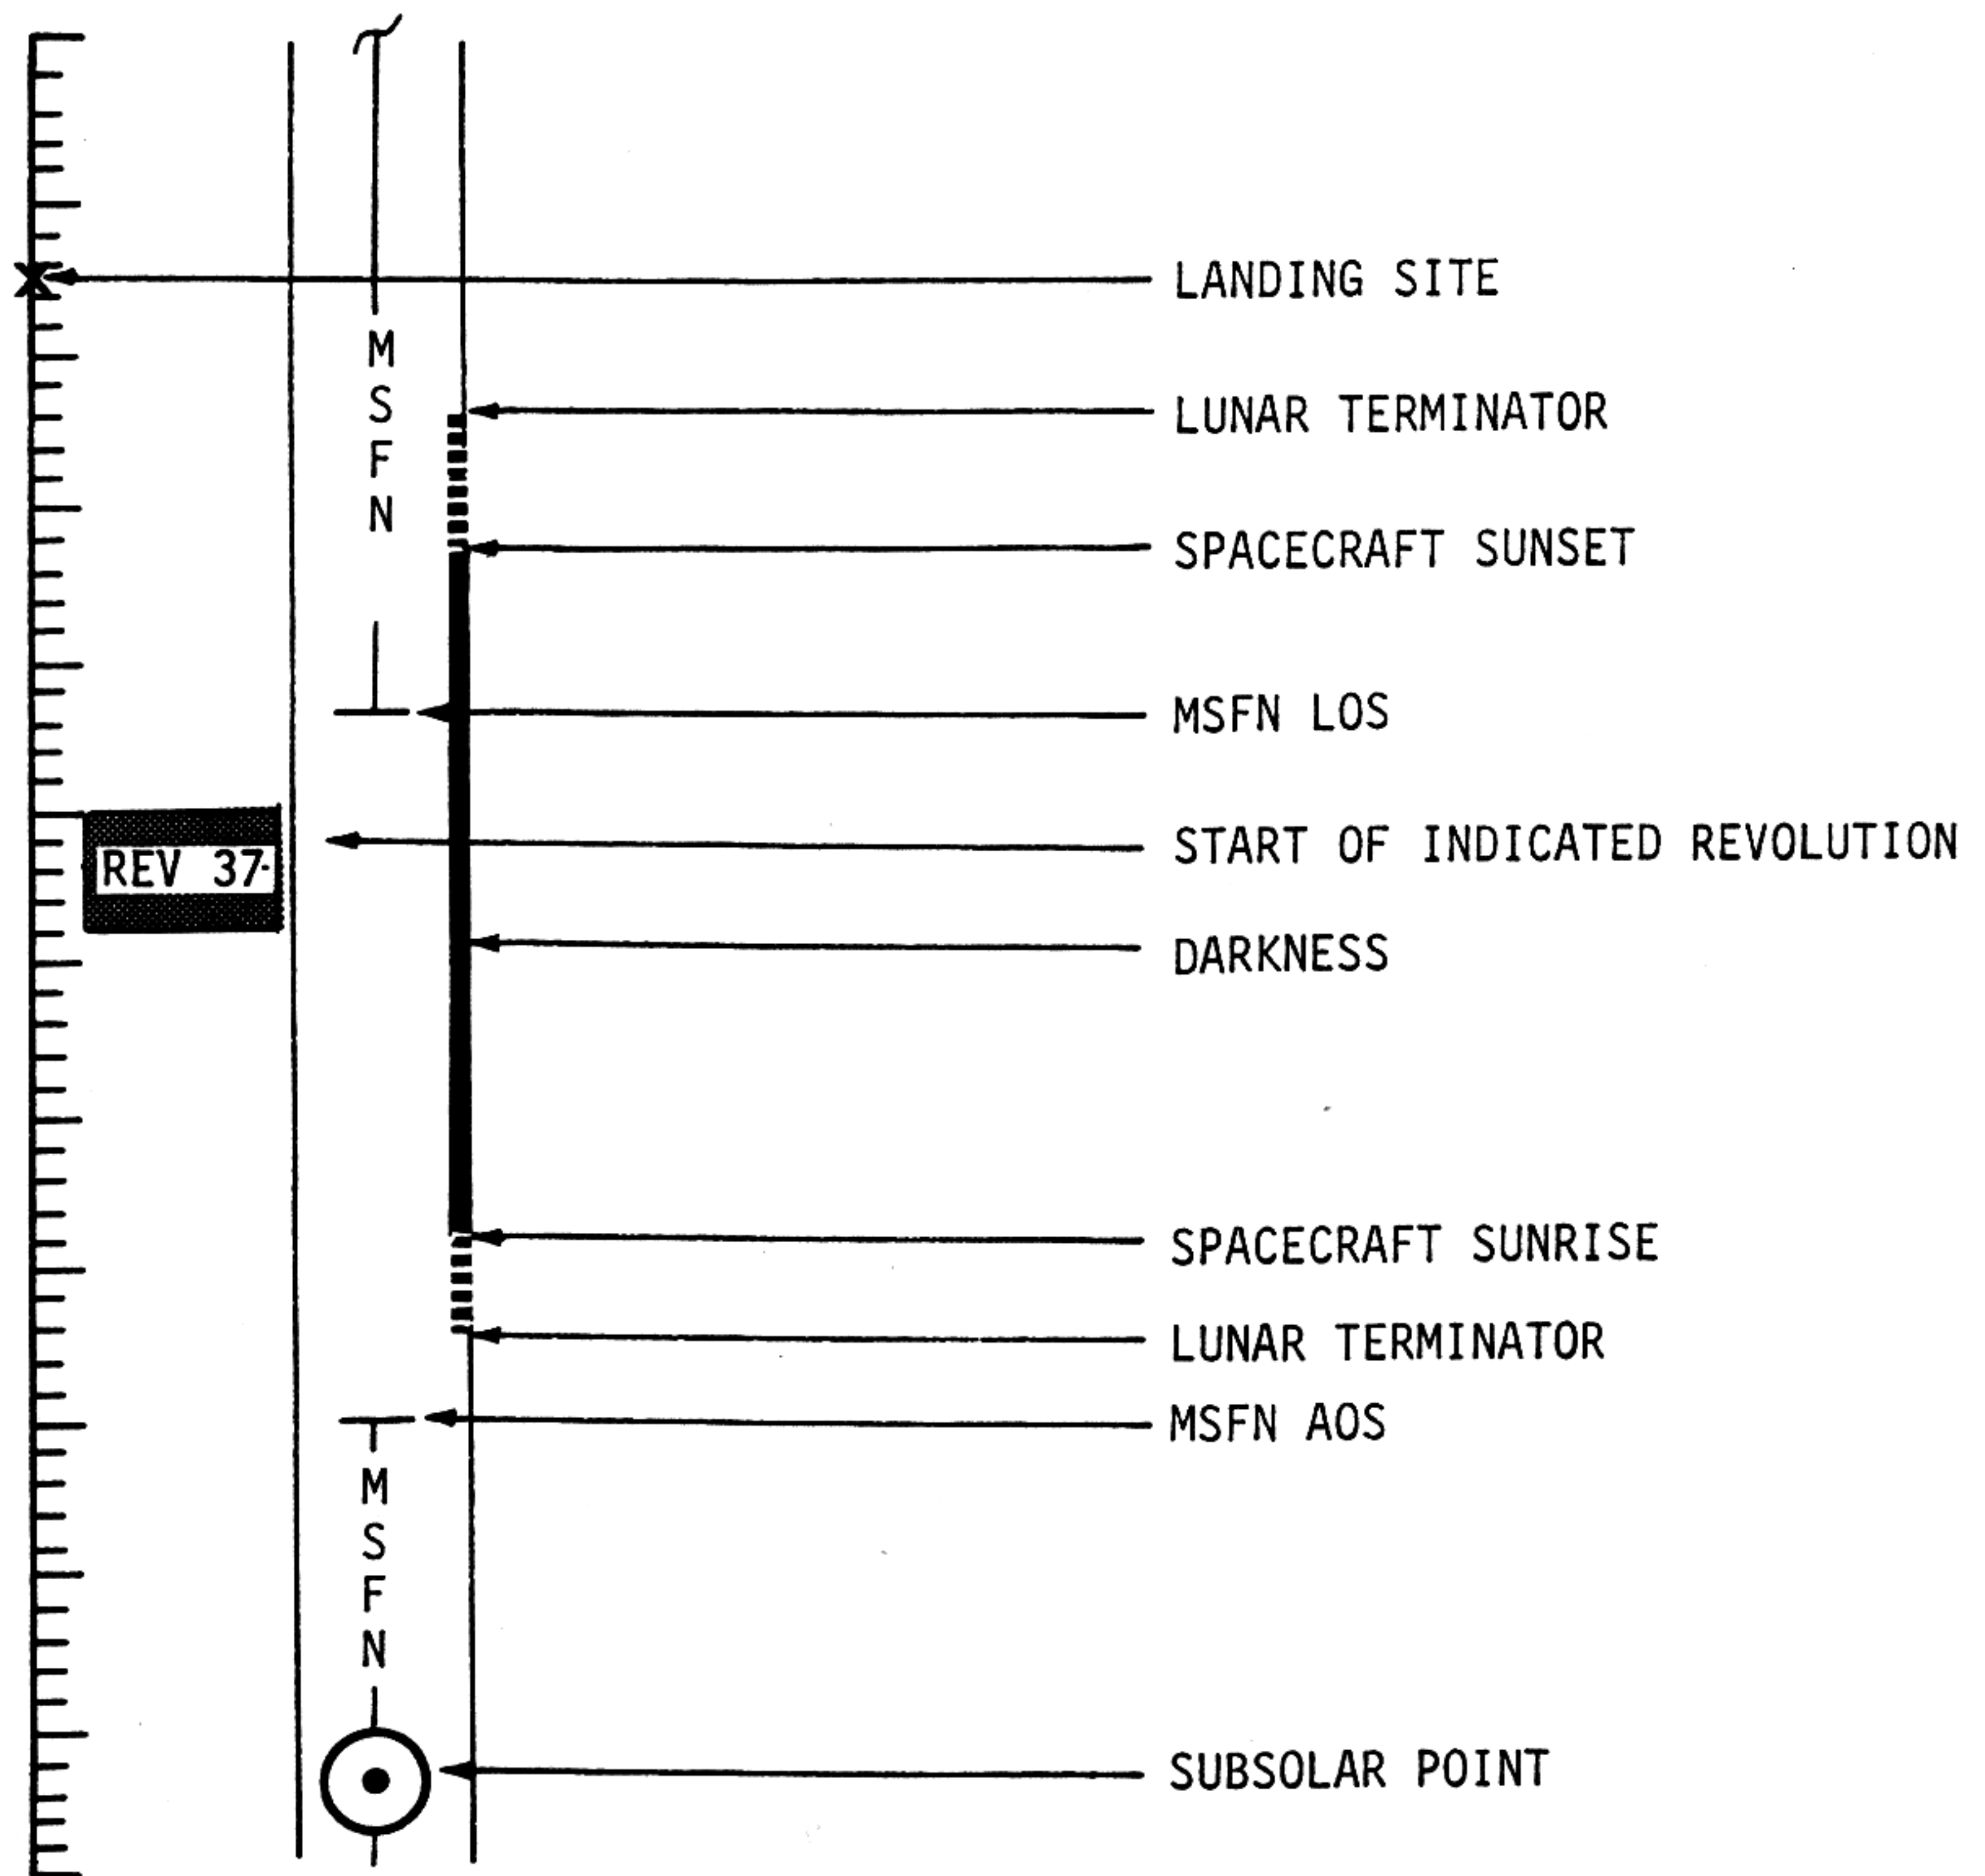 LANDING SITE
M
S
F
N
LUNAR TERMINATOR
SPACECRAFT SUNSET
MSFN LOS
START OF INDICATED REVOLUTION
REV 37-
DARKNESS
SPACECRAFT SUNRISE
LUNAR TERMINATOR
MSFN AOS
M
S
F
N
SUBSOLAR POINT